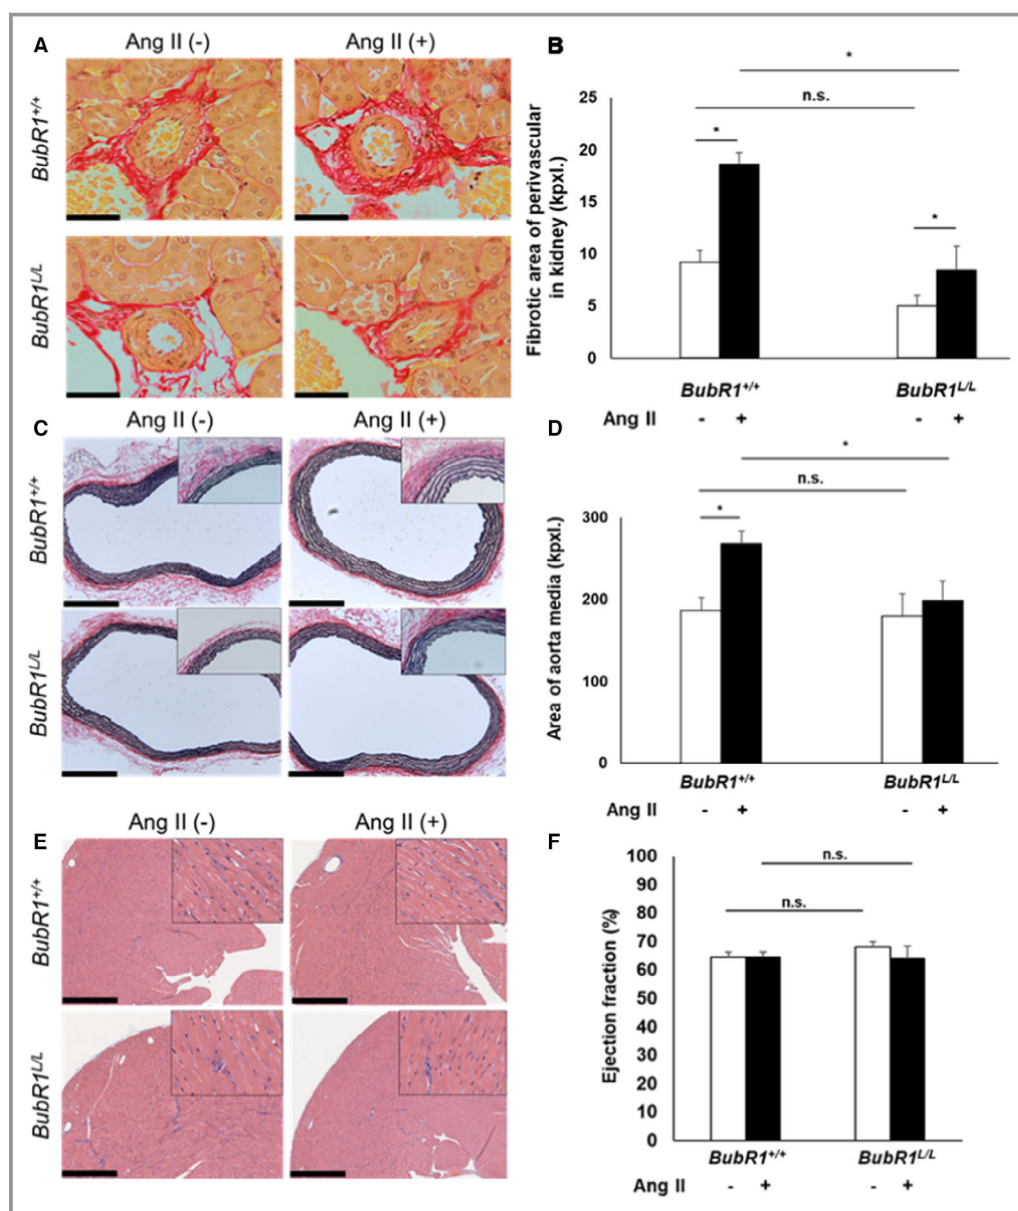 A
Ang II (-)
Ang II (+)
BubR1+/+
BubR1L/L
B
Fibrotic area of perivascular
in kidney (kpxl.)
25
20
15
10
5
0
*
n.s.
*
*
BubR1+/+
BubR1L/L
Ang II
- + - +
C
Ang II (-)
Ang II (+)
BubR1+/+
BubR1L/L
D
Area of aorta media (kpxl.)
300
200
100
0
*
n.s.
*
BubR1+/+
BubR1L/L
Ang II
- + - +
E
Ang II (-)
Ang II (+)
BubR1+/+
BubR1L/L
F
Ejection fraction (%)
100
90
80
70
60
50
40
30
20
10
0
n.s.
n.s.
BubR1+/+
BubR1L/L
Ang II
- + - +